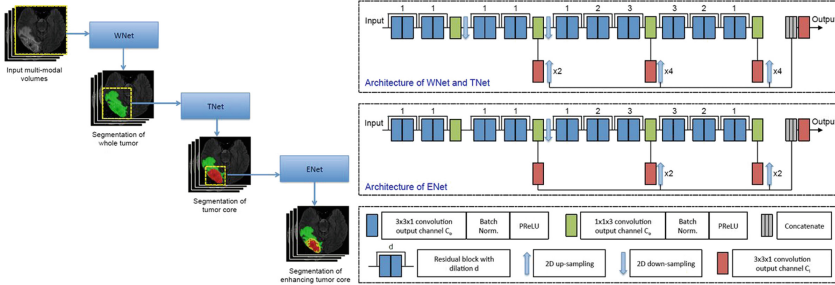 WNet
Input multi-modal
volumes
TNet
Segmentation of
whole tumor
ENet
Segmentation of
tumor core
Segmentation of
enhancing tumor core
Input
1 1 1 1 1 2 3 3 2 1
Output
x2 x4 x4
Architecture of WNet and TNet
Input
1 1 1 1 1 2 3 3 2 1
Output
x2 x2
Architecture of ENet
3x3x1 convolution
output channel Co
Batch
Norm.
PReLU
1x1x3 convolution
output channel Co
Batch
Norm.
PReLU
Concatenate
d
Residual block with
dilation d
2D up-sampling
2D down-sampling
3x3x1 convolution
output channel Cl